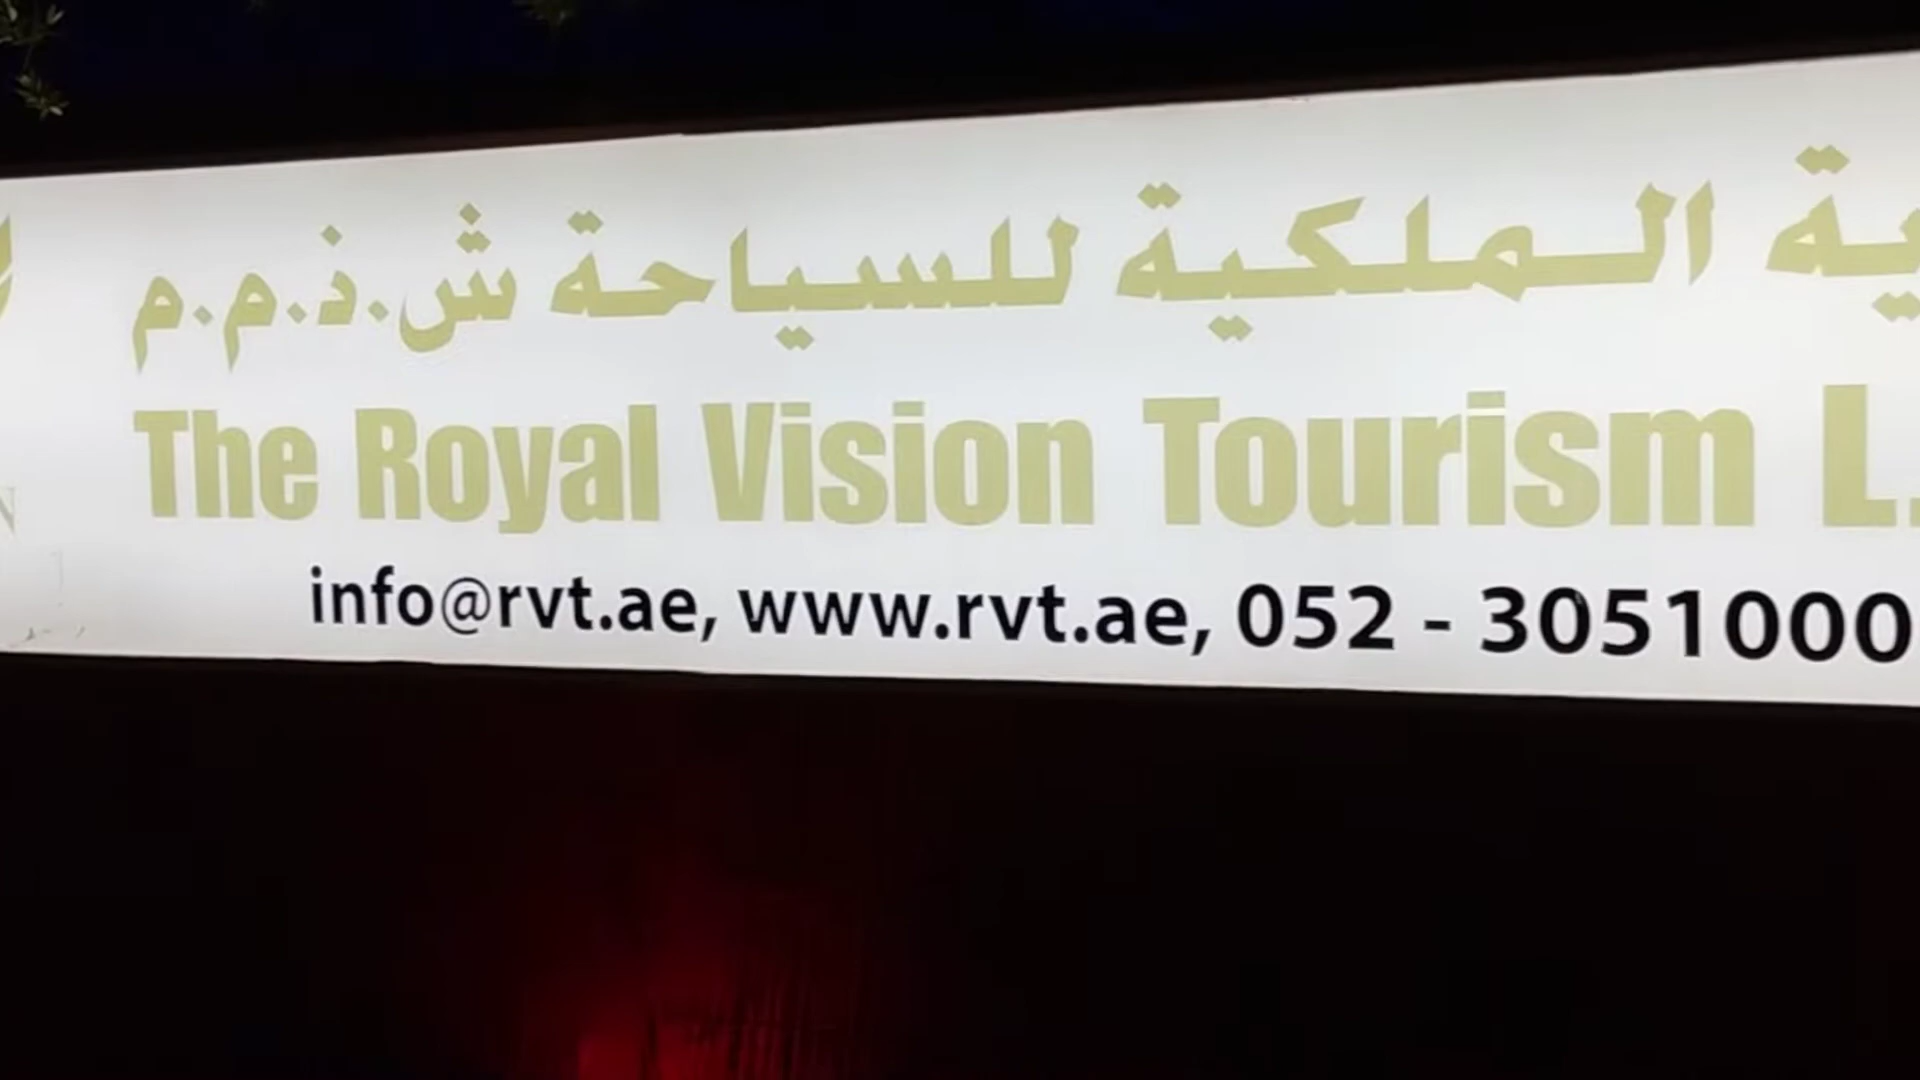 الملكية للسياحة ش.ذ.م.م
The Royal Vision Tourism L.
info@rvt.ae, www.rvt.ae, 052 - 3051000